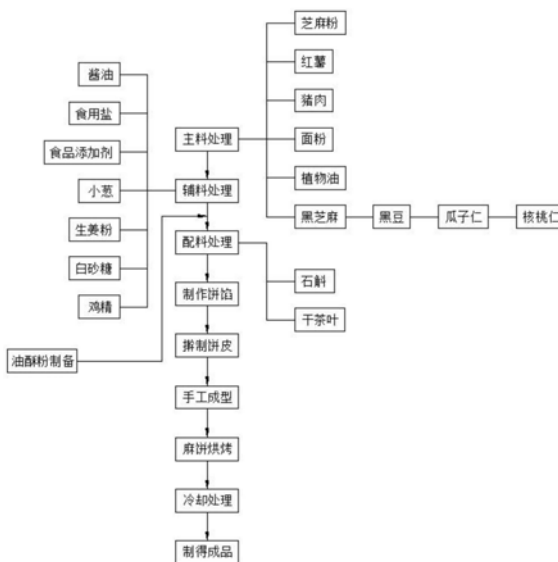 芝麻粉
酱油
红薯
食用盐
猪肉
主料处理
面粉
食品添加剂
植物油
小葱
辅料处理
黑芝麻
黑豆
瓜子仁
核桃仁
生姜粉
配料处理
白砂糖
石斛
制作饼馅
鸡精
干茶叶
擀制饼皮
油酥粉制备
手工成型
麻饼烘烤
冷却处理
制得成品